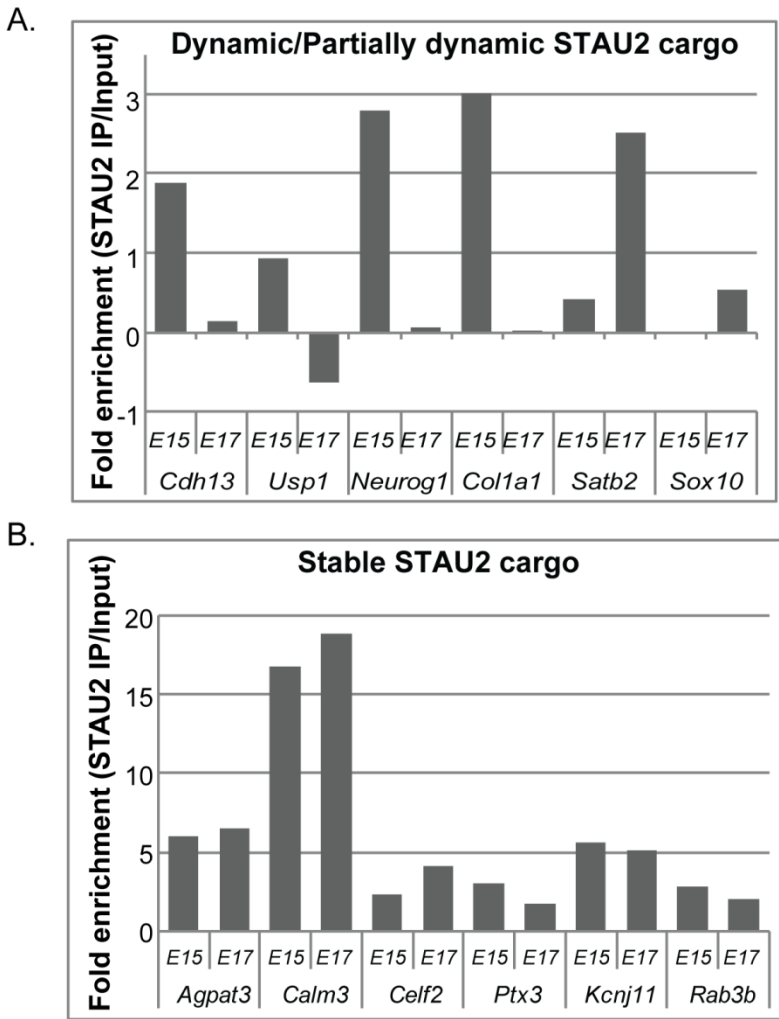 A.
Dynamic/Partially dynamic STAU2 cargo
Fold enrichment (STAU2 IP/Input)
3
2
1
0
-1
E15 E17 E15 E17 E15 E17 E15 E17 E15 E17 E15 E17
Cdh13 Usp1 Neurog1 Col1a1 Satb2 Sox10
B.
Stable STAU2 cargo
Fold enrichment (STAU2 IP/Input)
20
15
10
5
0
E15 E17 E15 E17 E15 E17 E15 E17 E15 E17 E15 E17
Agpat3 Calm3 Celf2 Ptx3 Kcnj11 Rab3b